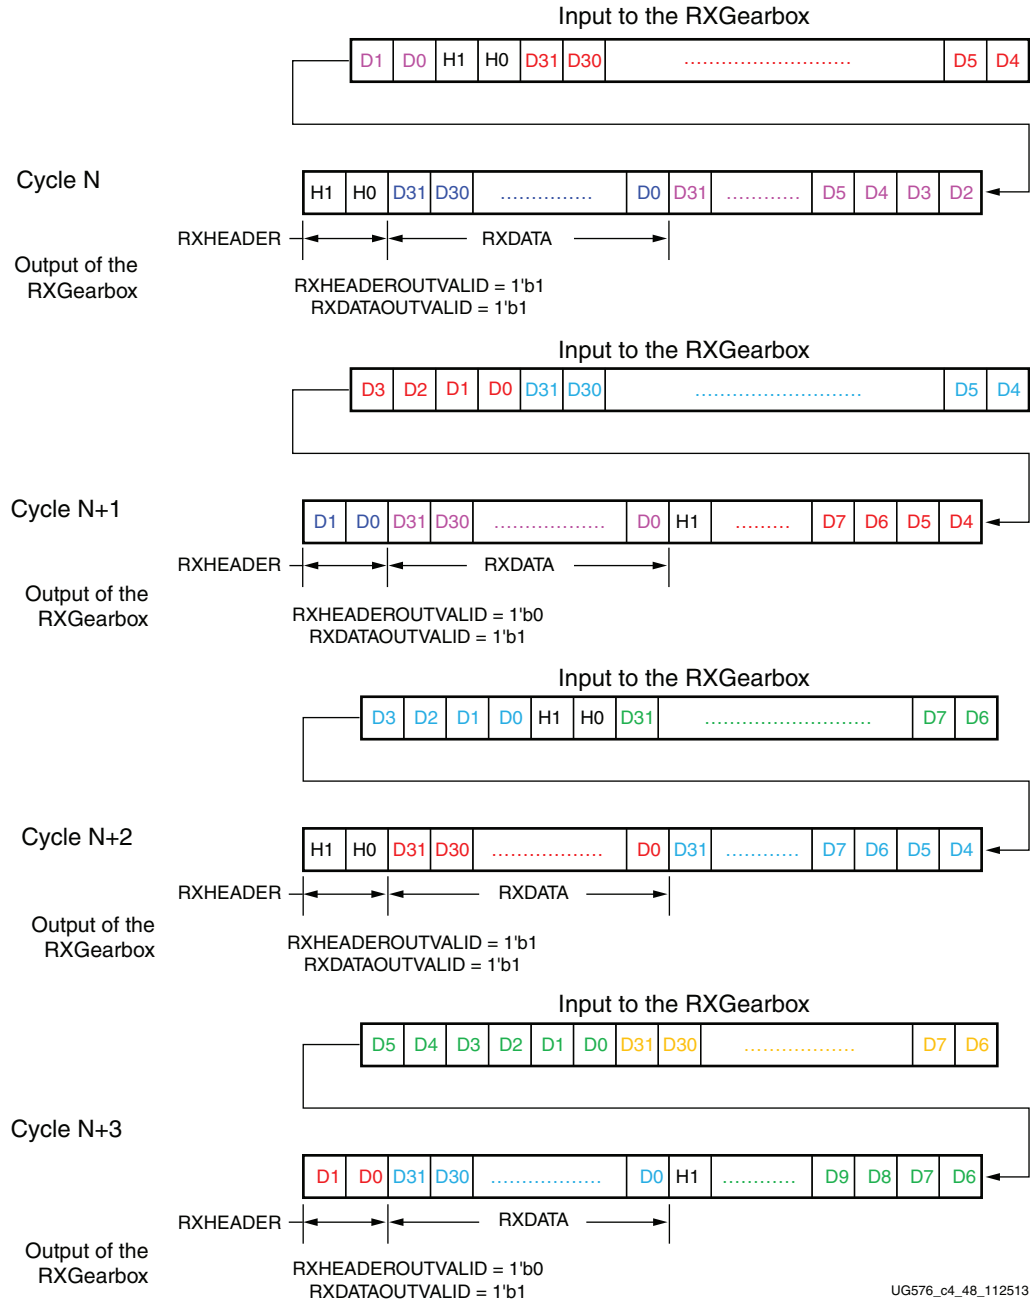 Input to the RXGearbox
D1 D0 H1 H0 D31 D30 ........................... D5 D4
Cycle N
H1 H0 D31 D30 ............... D0 D31 ............ D5 D4 D3 D2
RXHEADER RXDATA
Output of the
RXGearbox
RXHEADEROUTVALID = 1'b1
RXDATAOUTVALID = 1'b1
Input to the RXGearbox
D3 D2 D1 D0 D31 D30 ........................... D5 D4
Cycle N+1
D1 D0 D31 D30 .................. D0 H1 ......... D7 D6 D5 D4
RXHEADER RXDATA
Output of the
RXGearbox
RXHEADEROUTVALID = 1'b0
RXDATAOUTVALID = 1'b1
Input to the RXGearbox
D3 D2 D1 D0 H1 H0 D31 ........................... D7 D6
Cycle N+2
H1 H0 D31 D30 .................. D0 D31 ............ D7 D6 D5 D4
RXHEADER RXDATA
Output of the
RXGearbox
RXHEADEROUTVALID = 1'b1
RXDATAOUTVALID = 1'b1
Input to the RXGearbox
D5 D4 D3 D2 D1 D0 D31 D30 .................. D7 D6
Cycle N+3
D1 D0 D31 D30 .................. D0 H1 ............ D9 D8 D7 D6
RXHEADER RXDATA
Output of the
RXGearbox
RXHEADEROUTVALID = 1'b0
RXDATAOUTVALID = 1'b1
UG576_c4_48_112513